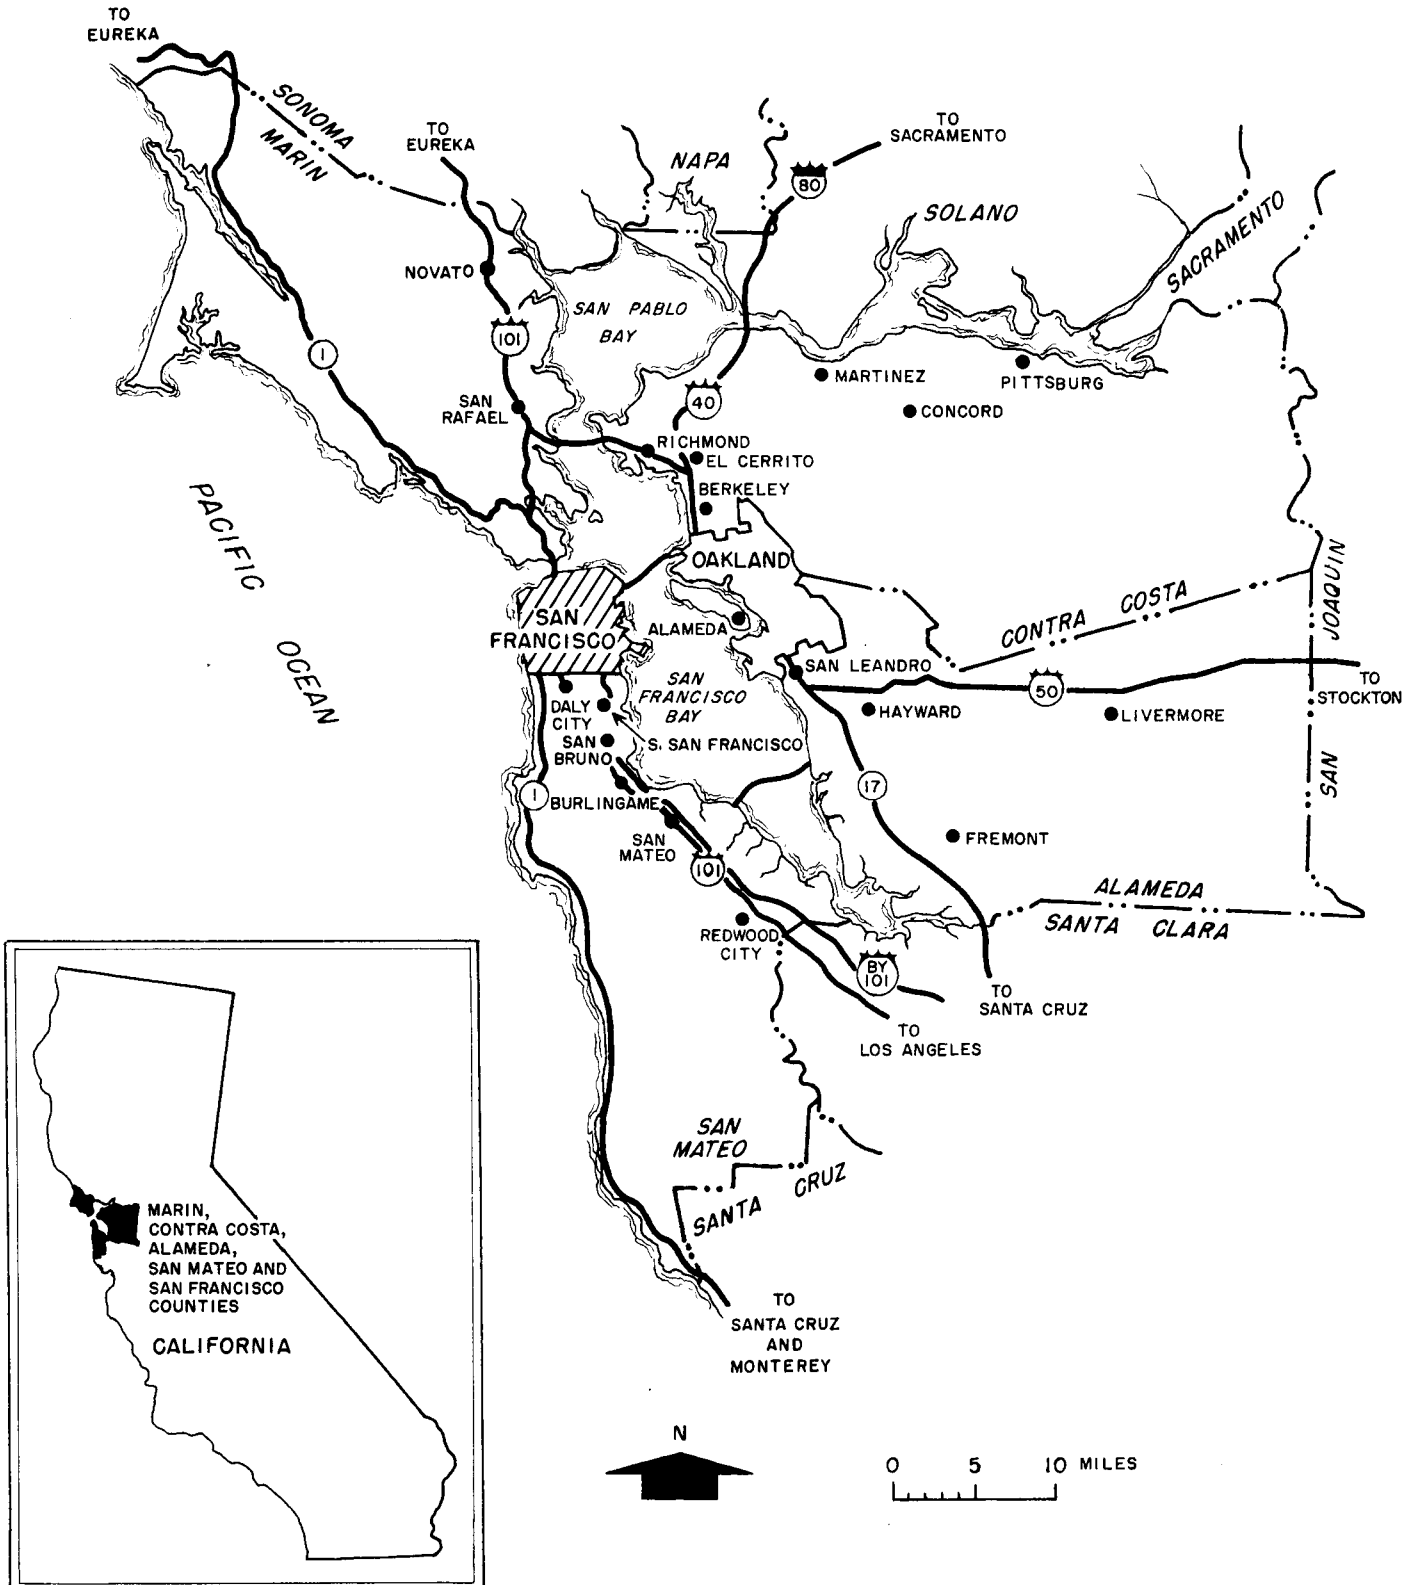 TO
EUREKA
SONOMA
MARIN
TO
EUREKA
NAPA
TO
SACRAMENTO
80
SOLANO
SACRAMENTO
NOVATO
SAN PABLO
BAY
101
1
MARTINEZ
PITTSBURG
40
CONCORD
SAN
RAFAEL
RICHMOND
EL CERRITO
BERKELEY
PACIFIC
OCEAN
OAKLAND
SAN
FRANCISCO
ALAMEDA
CONTRA COSTA
SAN JOAQUIN
SAN LEANDRO
SAN
FRANCISCO
BAY
50
TO
STOCKTON
DALY
CITY
HAYWARD
LIVERMORE
S. SAN FRANCISCO
SAN
BRUNO
1
BURLINGAME
17
SAN
MATEO
FREMONT
101
ALAMEDA
SANTA CLARA
REDWOOD
CITY
BY
101
TO
SANTA CRUZ
TO
LOS ANGELES
SAN
MATEO
SANTA CRUZ
MARIN,
CONTRA COSTA,
ALAMEDA,
SAN MATEO AND
SAN FRANCISCO
COUNTIES
CALIFORNIA
TO
SANTA CRUZ
AND
MONTEREY
N
0 5 10 MILES